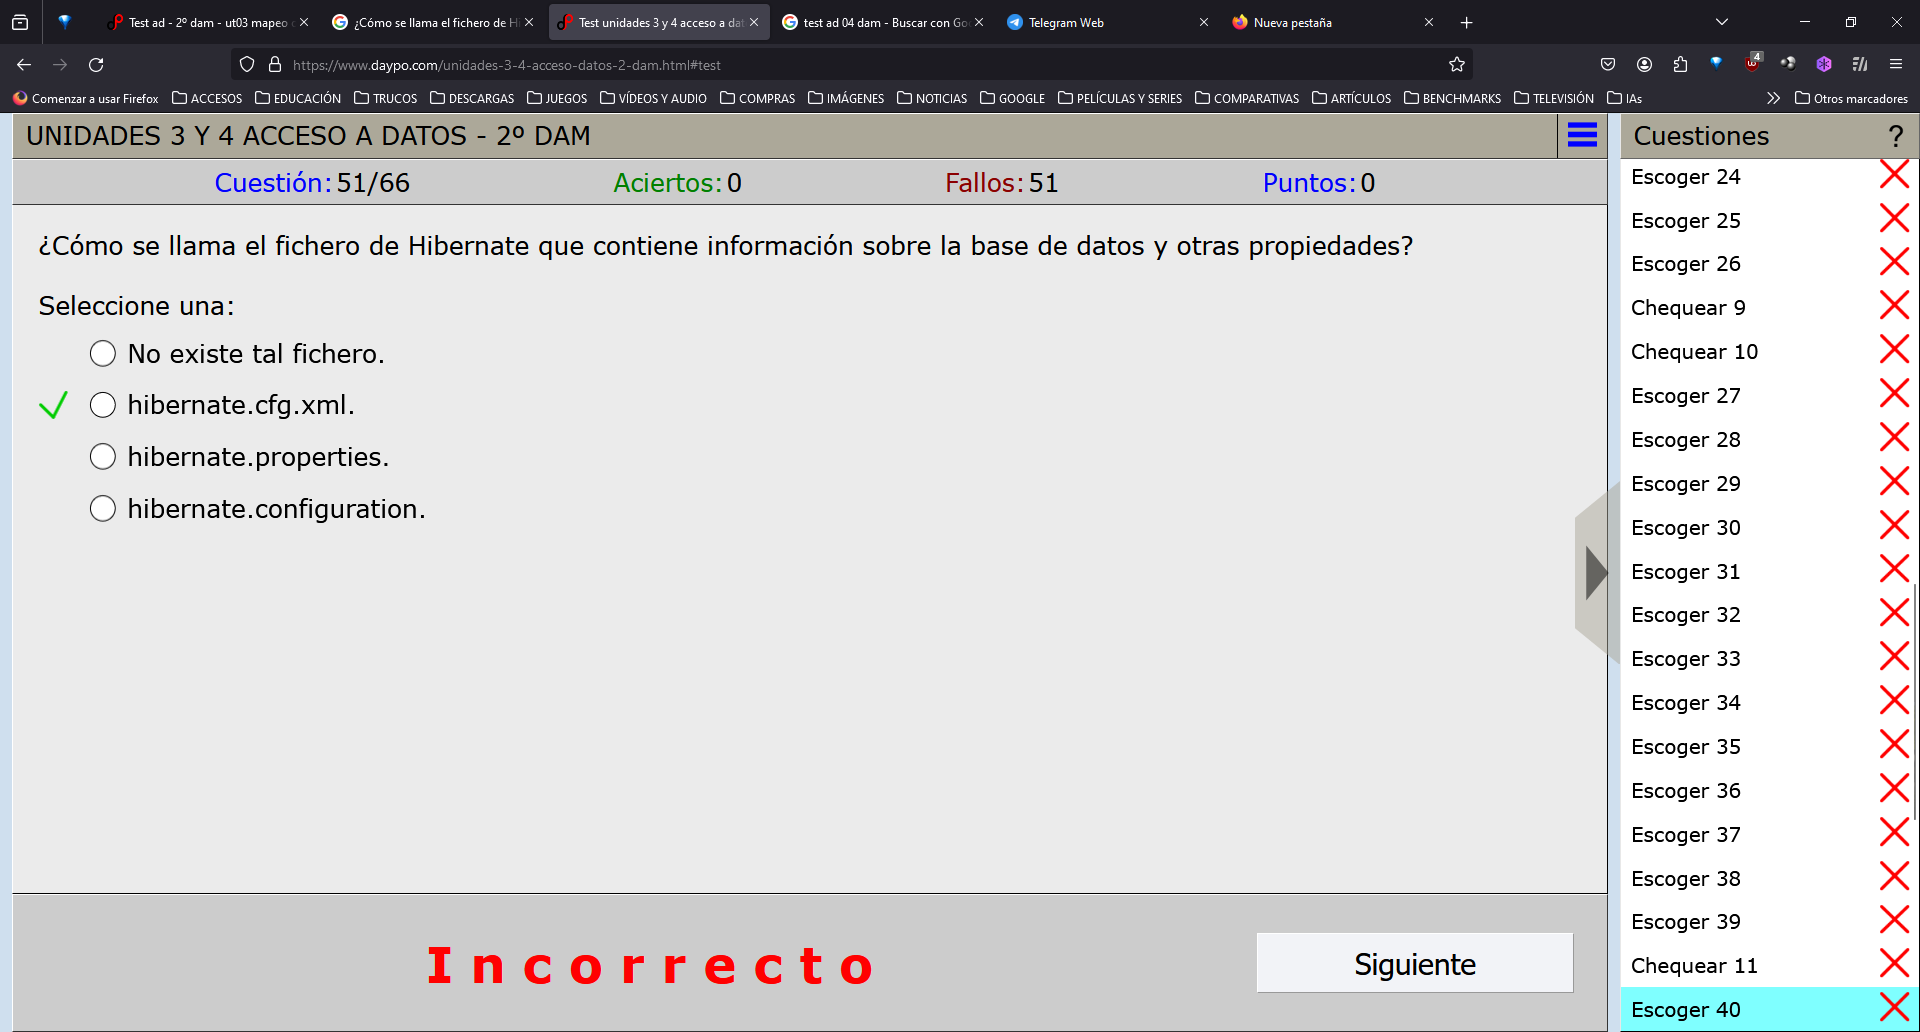 Test ad - 2º dam - ut03 mapeo
¿Cómo se llama el fichero de H
Test unidades 3 y 4 acceso a dat
test ad 04 dam - Buscar con Go
Telegram Web
Nueva pestaña
https://www.daypo.com/unidades-3-4-acceso-datos-2-dam.html#test
4
Comenzar a usar Firefox
ACCESOS
EDUCACIÓN
TRUCOS
DESCARGAS
JUEGOS
VÍDEOS Y AUDIO
COMPRAS
IMÁGENES
NOTICIAS
GOOGLE
PELÍCULAS Y SERIES
COMPARATIVAS
ARTÍCULOS
BENCHMARKS
TELEVISIÓN
IAs
Otros marcadores
UNIDADES 3 Y 4 ACCESO A DATOS - 2º DAM
Cuestión: 51/66
Aciertos: 0
Fallos: 51
Puntos: 0
¿Cómo se llama el fichero de Hibernate que contiene información sobre la base de datos y otras propiedades?
Seleccione una:
No existe tal fichero.
hibernate.cfg.xml.
hibernate.properties.
hibernate.configuration.
Incorrecto
Siguiente
Cuestiones
?
Escoger 24
Escoger 25
Escoger 26
Chequear 9
Chequear 10
Escoger 27
Escoger 28
Escoger 29
Escoger 30
Escoger 31
Escoger 32
Escoger 33
Escoger 34
Escoger 35
Escoger 36
Escoger 37
Escoger 38
Escoger 39
Chequear 11
Escoger 40